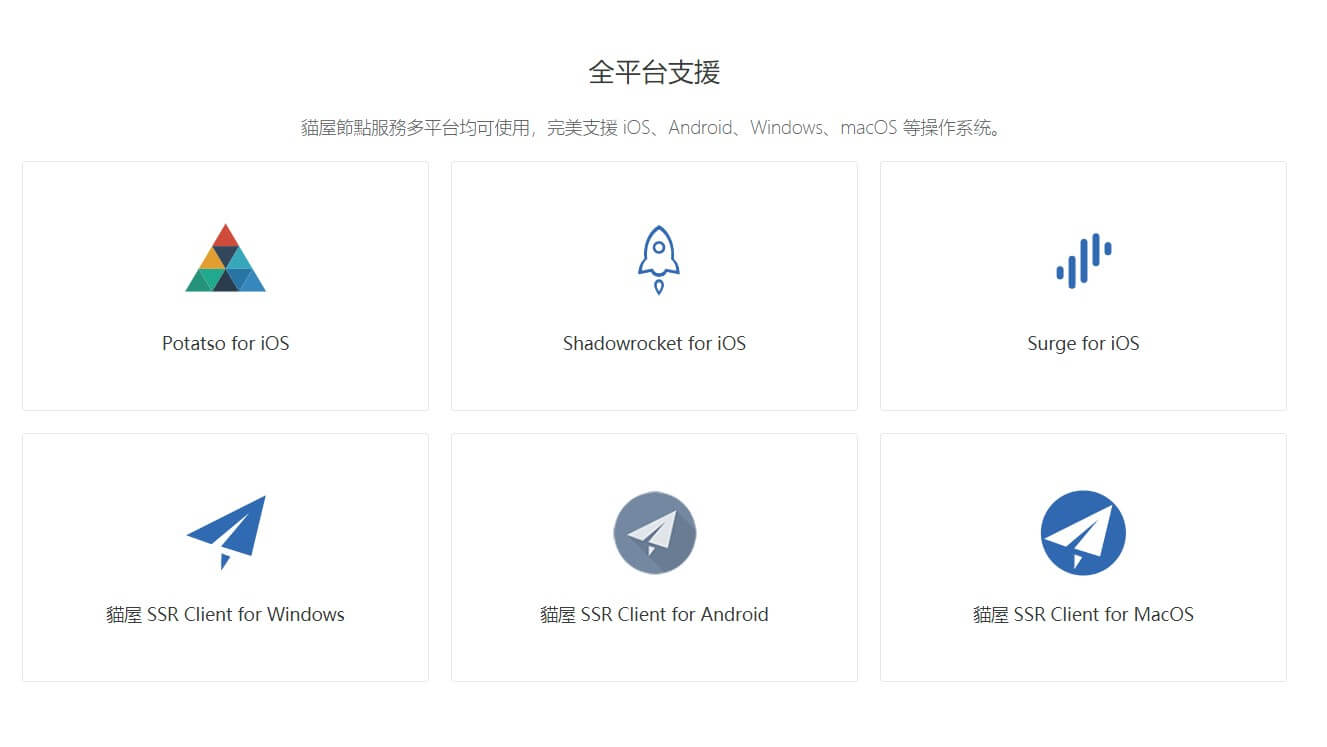 全平台支援
貓屋節點服務多平台均可使用，完美支援 iOS、Android、Windows、macOS 等操作系统。
Potatso for iOS
Shadowrocket for iOS
Surge for iOS
貓屋 SSR Client for Windows
貓屋 SSR Client for Android
貓屋 SSR Client for MacOS